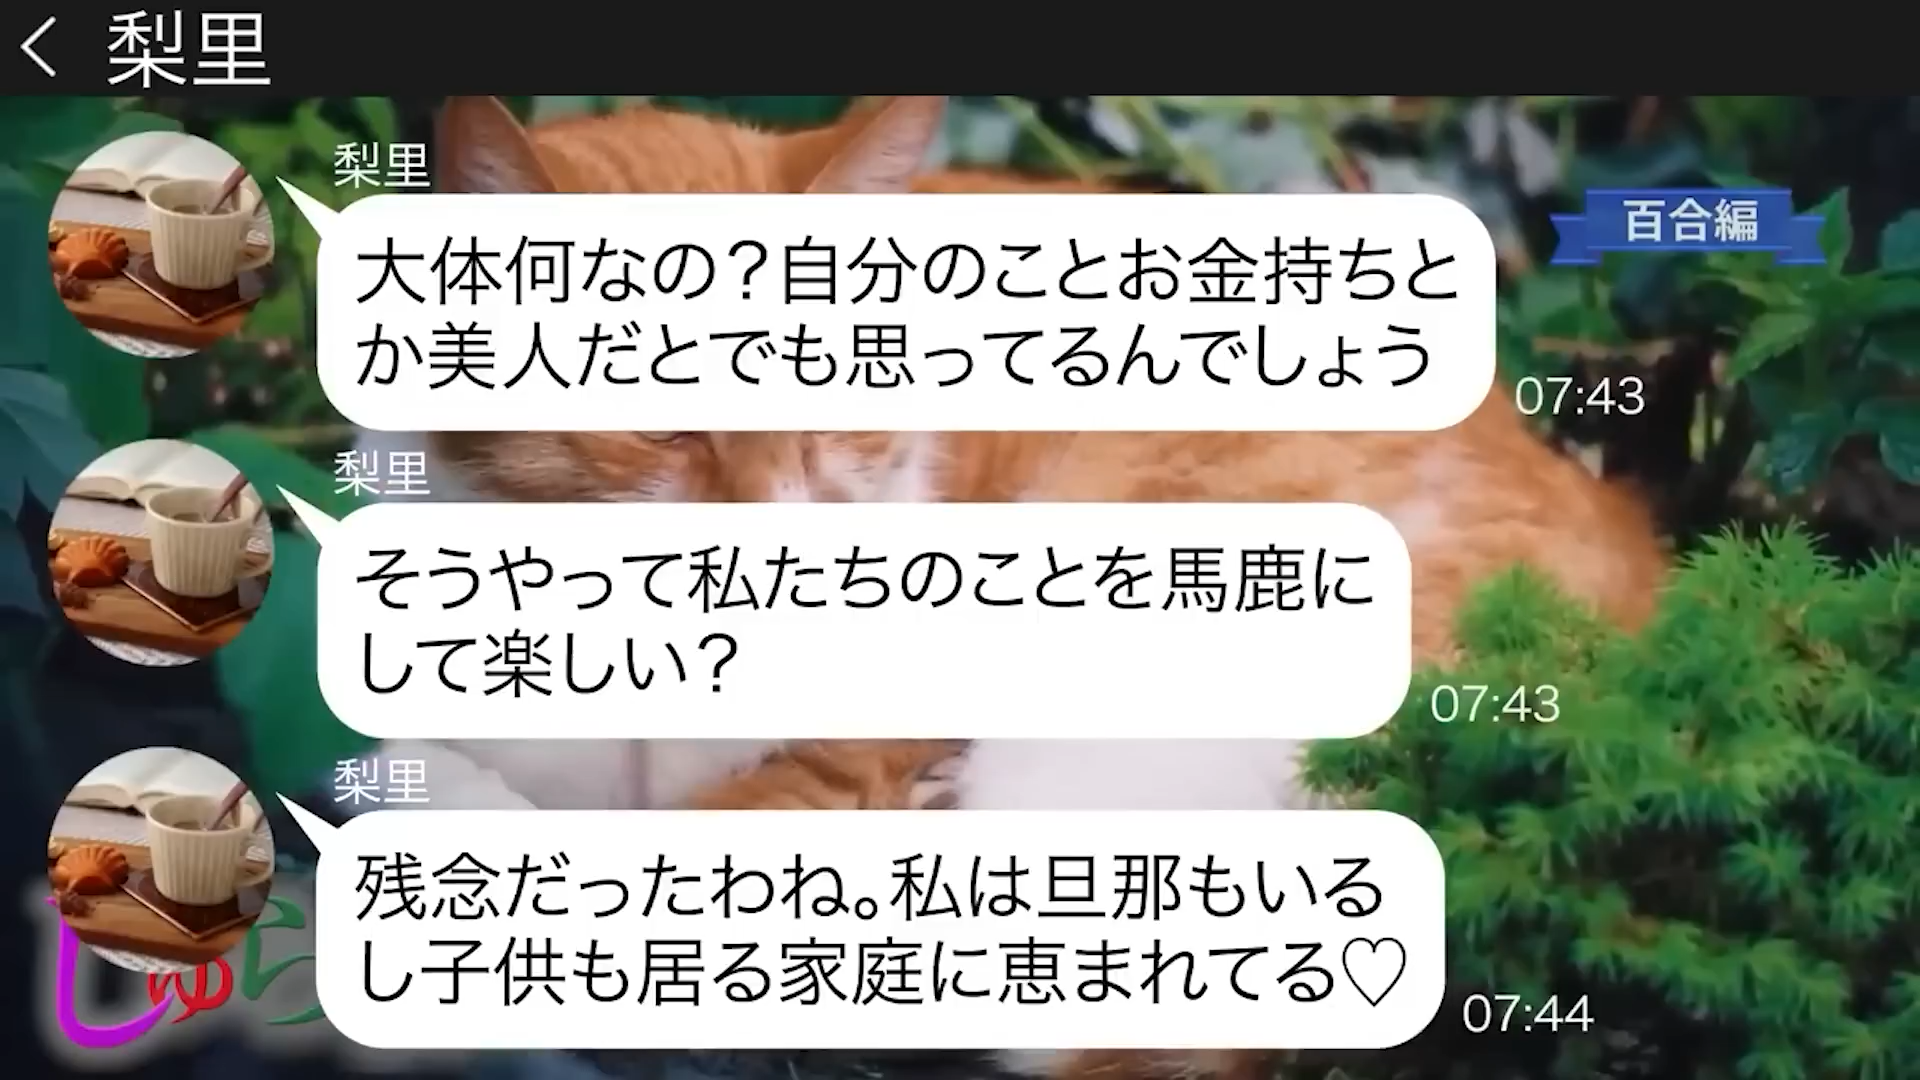 梨里
百合編
梨里
大体何なの？自分のことお金持ちと
か美人だとでも思ってるんでしょう
07:43
梨里
そうやって私たちのことを馬鹿に
して楽しい？
07:43
梨里
残念だったわね。私は旦那もいる
し子供も居る家庭に恵まれてる♡
07:44
しゅら